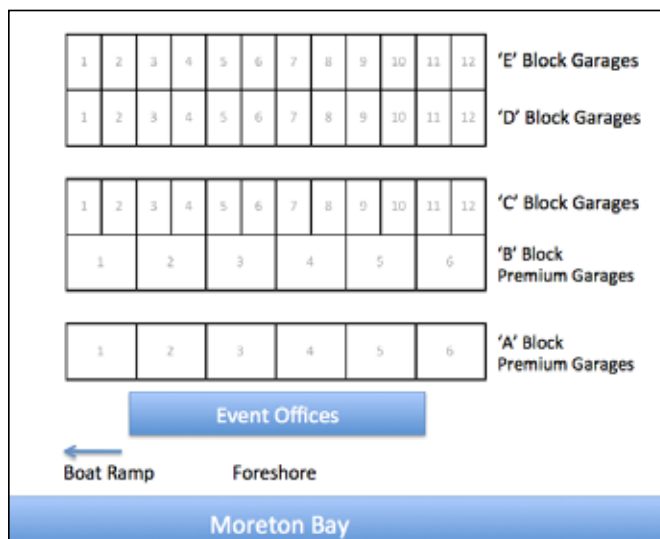 1 2 3 4 5 6 7 8 9 10 11 12 'E' Block Garages
1 2 3 4 5 6 7 8 9 10 11 12 'D' Block Garages
1 2 3 4 5 6 7 8 9 10 11 12 'C' Block Garages
1 2 3 4 5 6 'B' Block
Premium Garages
1 2 3 4 5 6 'A' Block
Premium Garages
Event Offices
Boat Ramp Foreshore
Moreton Bay